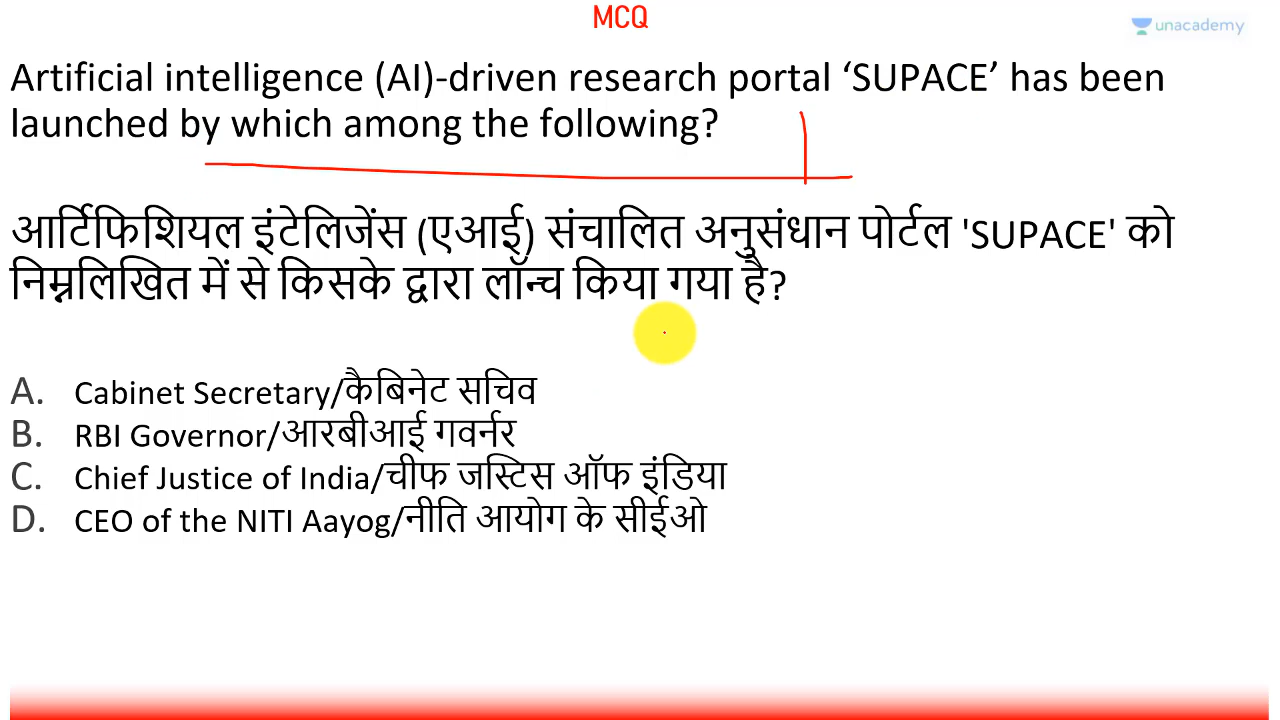 MCQ
unacademy
Artificial intelligence (AI)-driven research portal ‘SUPACE’ has been
launched by which among the following?
आर्टिफिशियल इंटेलिजेंस (एआई) संचालित अनुसंधान पोर्टल 'SUPACE' को
निम्नलिखित में से किसके द्वारा लॉन्च किया गया है?
A. Cabinet Secretary/कैबिनेट सचिव
B. RBI Governor/आरबीआई गवर्नर
C. Chief Justice of India/चीफ जस्टिस ऑफ इंडिया
D. CEO of the NITI Aayog/नीति आयोग के सीईओ